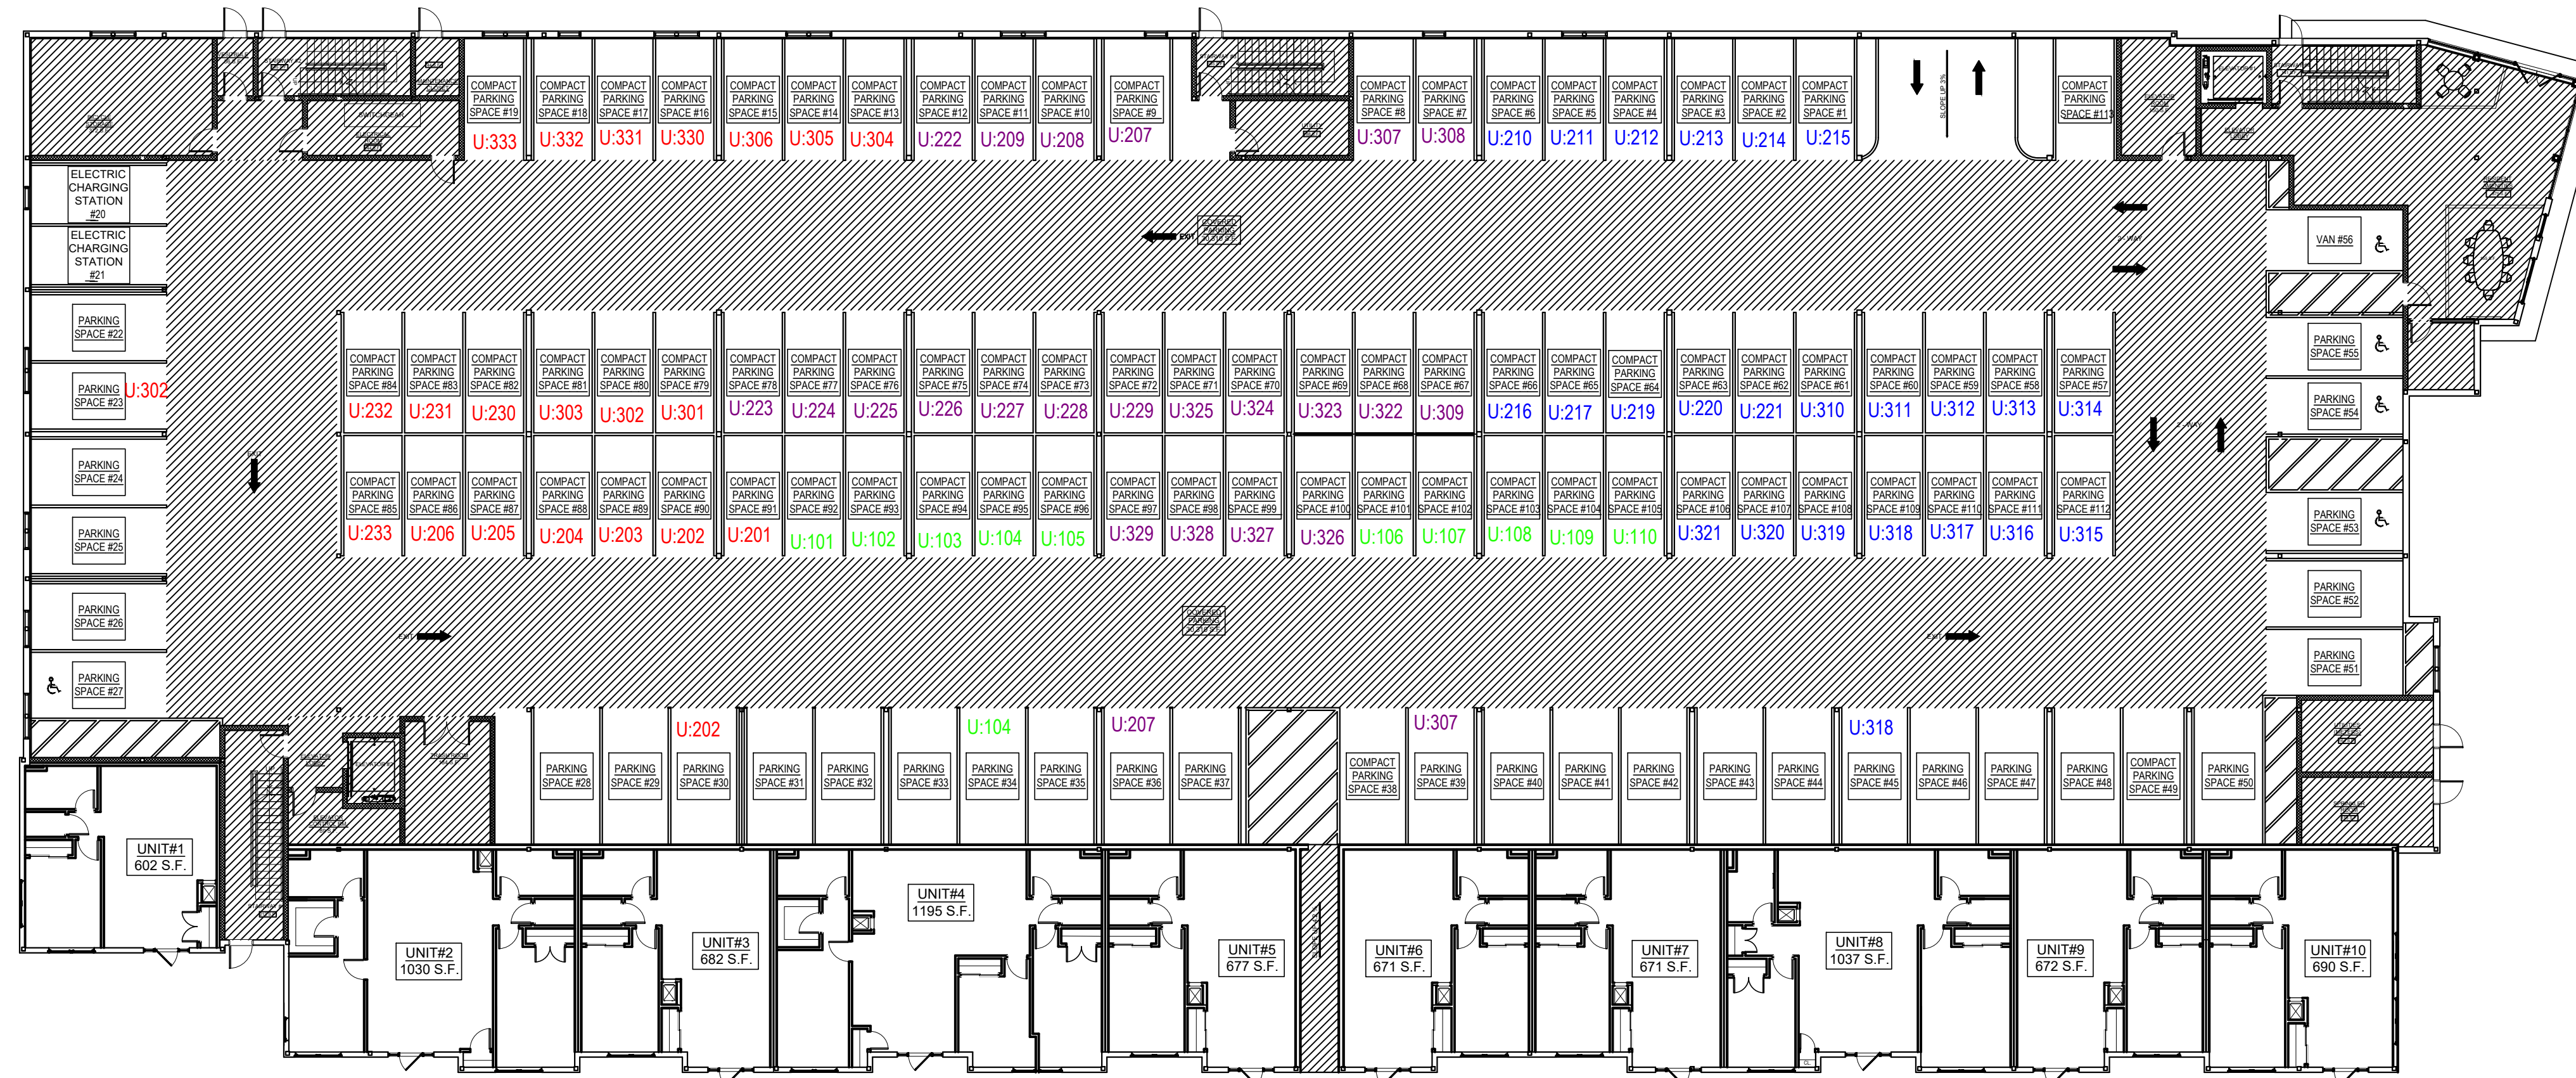 COMPACT
PARKING
SPACE #19
U:333
COMPACT
PARKING
SPACE #18
U:332
COMPACT
PARKING
SPACE #17
U:331
COMPACT
PARKING
SPACE #16
U:330
COMPACT
PARKING
SPACE #15
U:306
COMPACT
PARKING
SPACE #14
U:305
COMPACT
PARKING
SPACE #13
U:304
COMPACT
PARKING
SPACE #12
U:222
COMPACT
PARKING
SPACE #11
U:209
COMPACT
PARKING
SPACE #10
U:208
COMPACT
PARKING
SPACE #9
U:207
COMPACT
PARKING
SPACE #8
U:307
COMPACT
PARKING
SPACE #7
U:308
COMPACT
PARKING
SPACE #6
U:210
COMPACT
PARKING
SPACE #5
U:211
COMPACT
PARKING
SPACE #4
U:212
COMPACT
PARKING
SPACE #3
U:213
COMPACT
PARKING
SPACE #2
U:214
COMPACT
PARKING
SPACE #1
U:215
SLOPE UP 3%
COMPACT
PARKING
SPACE #113
SWITCHGEAR
ELECTRIC
CHARGING
STATION
#20
ELECTRIC
CHARGING
STATION
#21
EXIT
COVERED
PARKING
2 - WAY
VAN #56
PARKING
SPACE #22
PARKING
SPACE #23
U:302
PARKING
SPACE #24
PARKING
SPACE #25
PARKING
SPACE #26
PARKING
SPACE #27
EXIT
COMPACT
PARKING
SPACE #84
U:232
COMPACT
PARKING
SPACE #83
U:231
COMPACT
PARKING
SPACE #82
U:230
COMPACT
PARKING
SPACE #81
U:303
COMPACT
PARKING
SPACE #80
U:302
COMPACT
PARKING
SPACE #79
U:301
COMPACT
PARKING
SPACE #78
U:223
COMPACT
PARKING
SPACE #77
U:224
COMPACT
PARKING
SPACE #76
U:225
COMPACT
PARKING
SPACE #75
U:226
COMPACT
PARKING
SPACE #74
U:227
COMPACT
PARKING
SPACE #73
U:228
COMPACT
PARKING
SPACE #72
U:229
COMPACT
PARKING
SPACE #71
U:325
COMPACT
PARKING
SPACE #70
U:324
COMPACT
PARKING
SPACE #69
U:323
COMPACT
PARKING
SPACE #68
U:322
COMPACT
PARKING
SPACE #67
U:309
COMPACT
PARKING
SPACE #66
U:216
COMPACT
PARKING
SPACE #65
U:217
COMPACT
PARKING
SPACE #64
U:219
COMPACT
PARKING
SPACE #63
U:220
COMPACT
PARKING
SPACE #62
U:221
COMPACT
PARKING
SPACE #61
U:310
COMPACT
PARKING
SPACE #60
U:311
COMPACT
PARKING
SPACE #59
U:312
COMPACT
PARKING
SPACE #58
U:313
COMPACT
PARKING
SPACE #57
U:314
COMPACT
PARKING
SPACE #85
U:233
COMPACT
PARKING
SPACE #86
U:206
COMPACT
PARKING
SPACE #87
U:205
COMPACT
PARKING
SPACE #88
U:204
COMPACT
PARKING
SPACE #89
U:203
COMPACT
PARKING
SPACE #90
U:202
COMPACT
PARKING
SPACE #91
U:201
COMPACT
PARKING
SPACE #92
U:101
COMPACT
PARKING
SPACE #93
U:102
COMPACT
PARKING
SPACE #94
U:103
COMPACT
PARKING
SPACE #95
U:104
COMPACT
PARKING
SPACE #96
U:105
COMPACT
PARKING
SPACE #97
U:329
COMPACT
PARKING
SPACE #98
U:328
COMPACT
PARKING
SPACE #99
U:327
COMPACT
PARKING
SPACE #100
U:326
COMPACT
PARKING
SPACE #101
U:106
COMPACT
PARKING
SPACE #102
U:107
COMPACT
PARKING
SPACE #103
U:108
COMPACT
PARKING
SPACE #104
U:109
COMPACT
PARKING
SPACE #105
U:110
COMPACT
PARKING
SPACE #106
U:321
COMPACT
PARKING
SPACE #107
U:320
COMPACT
PARKING
SPACE #108
U:319
COMPACT
PARKING
SPACE #109
U:318
COMPACT
PARKING
SPACE #110
U:317
COMPACT
PARKING
SPACE #111
U:316
COMPACT
PARKING
SPACE #112
U:315
2 - WAY
PARKING
SPACE #55
PARKING
SPACE #54
PARKING
SPACE #53
PARKING
SPACE #52
PARKING
SPACE #51
EXIT
COVERED
PARKING
EXIT
PARKING
SPACE #28
PARKING
SPACE #29
U:202
PARKING
SPACE #30
PARKING
SPACE #31
PARKING
SPACE #32
PARKING
SPACE #33
U:104
PARKING
SPACE #34
PARKING
SPACE #35
U:207
PARKING
SPACE #36
PARKING
SPACE #37
COMPACT
PARKING
SPACE #38
U:307
PARKING
SPACE #39
PARKING
SPACE #40
PARKING
SPACE #41
PARKING
SPACE #42
PARKING
SPACE #43
PARKING
SPACE #44
U:318
PARKING
SPACE #45
PARKING
SPACE #46
PARKING
SPACE #47
PARKING
SPACE #48
COMPACT
PARKING
SPACE #49
PARKING
SPACE #50
UP
UNIT#1
602 S.F.
UNIT#2
1030 S.F.
UNIT#3
682 S.F.
UNIT#4
1195 S.F.
UNIT#5
677 S.F.
UNIT#6
671 S.F.
UNIT#7
671 S.F.
UNIT#8
1037 S.F.
UNIT#9
672 S.F.
UNIT#10
690 S.F.